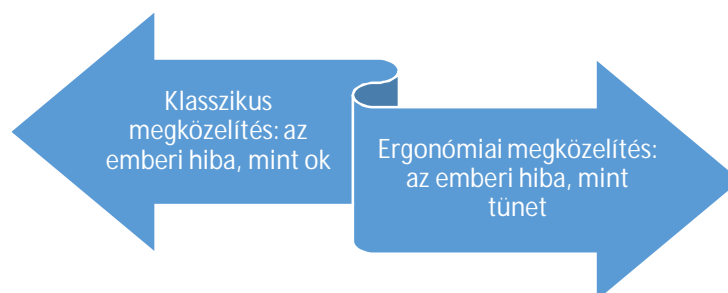 Klasszikus
megközelítés: az
emberi hiba, mint ok
Ergonómiai megközelítés:
az emberi hiba, mint
tünet